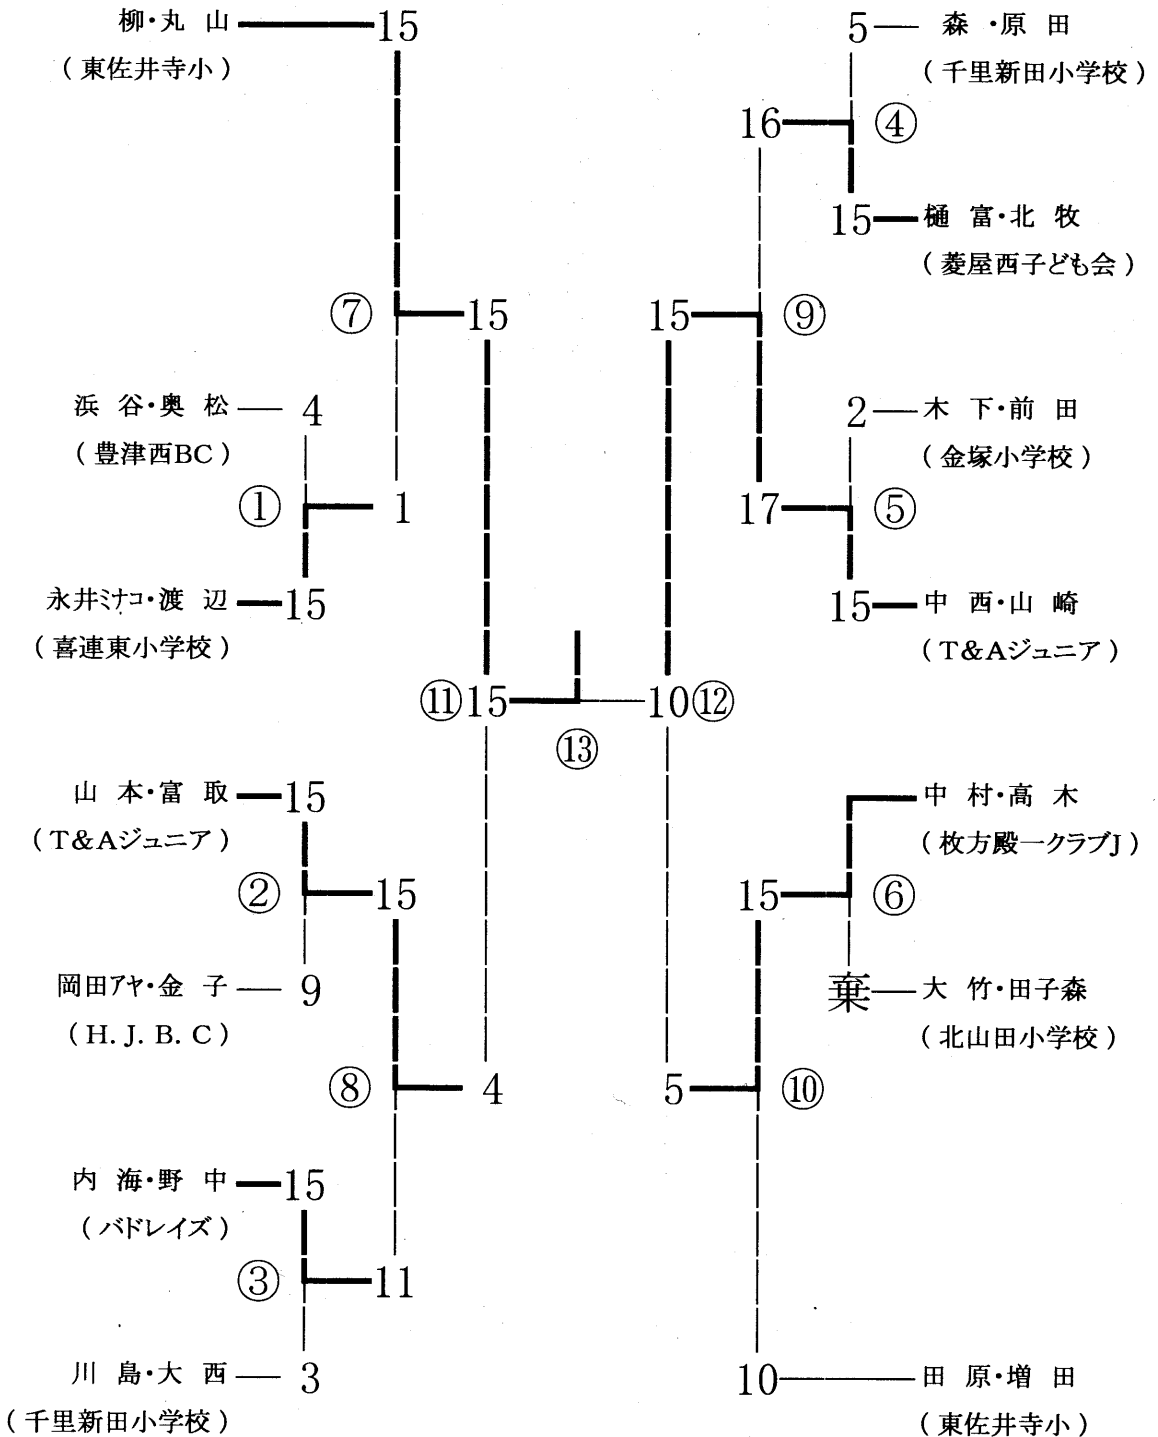 柳・丸 山 15
(東佐井寺小)
⑦ 15
浜 谷・奥 松 4
(豊津西BC)
① 1
永井ミナコ・渡 辺 15
(喜連東小学校)
⑪ 15
山 本・富 取 15
(T&Aジュニア)
② 15
岡田アヤ・金 子 9
(H.J.B.C)
⑧ 4
内 海・野 中 15
(バドレイズ)
③ 11
川 島・大 西 3
(千里新田小学校)
⑬
5 森 ・原 田
(千里新田小学校)
16 ④
15 樋 富・北 牧
(菱屋西子ども会)
15 ⑨
2 木 下・前 田
(金塚小学校)
17 ⑤
15 中 西・山 崎
(T&Aジュニア)
10 ⑫
中 村・高 木
(枚方殿一クラブJ)
15 ⑥
棄 大 竹・田子森
(北山田小学校)
5 ⑩
10 田 原・増 田
(東佐井寺小)